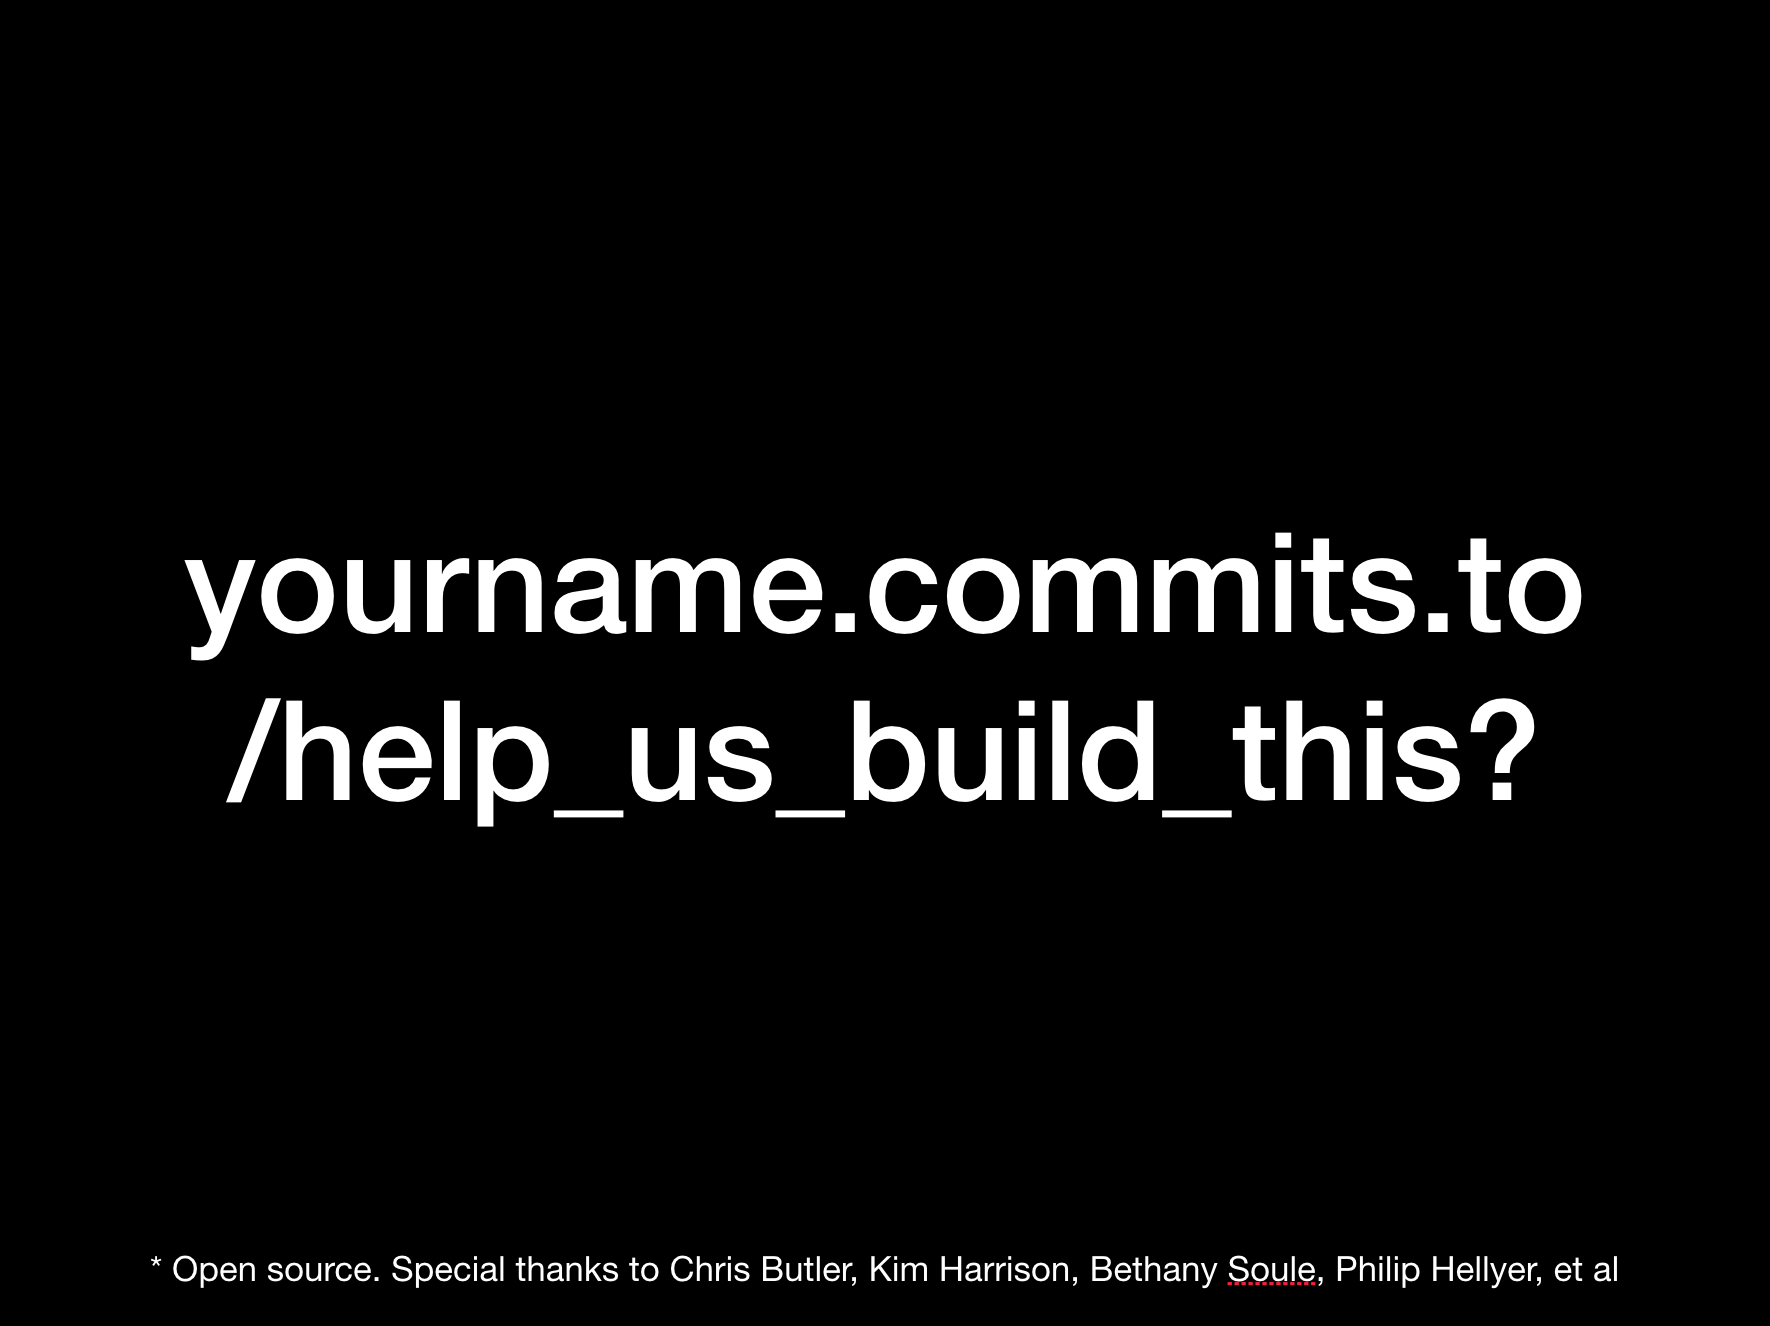 yourname.commits.to
/help_us_build_this?
* Open source. Special thanks to Chris Butler, Kim Harrison, Bethany Soule, Philip Hellyer, et al